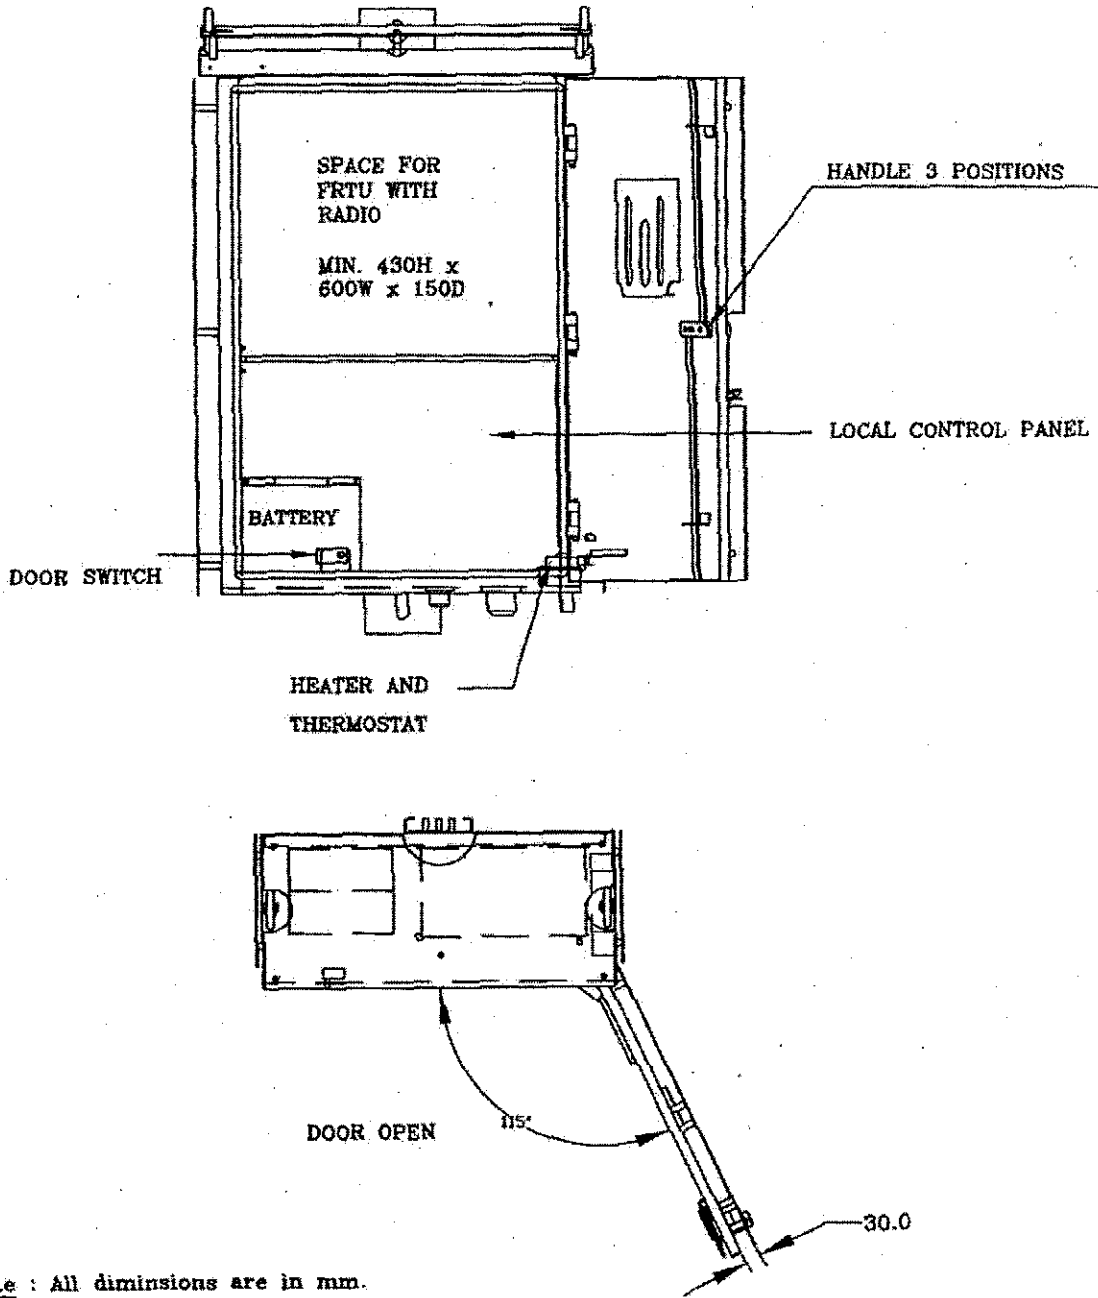 SPACE FOR
FRTU WITH
RADIO
MIN. 430H x
600W x 150D
HANDLE 3 POSITIONS
LOCAL CONTROL PANEL
BATTERY
DOOR SWITCH
HEATER AND
THERMOSTAT
DOOR OPEN
115°
30.0
: All diminsions are in mm.